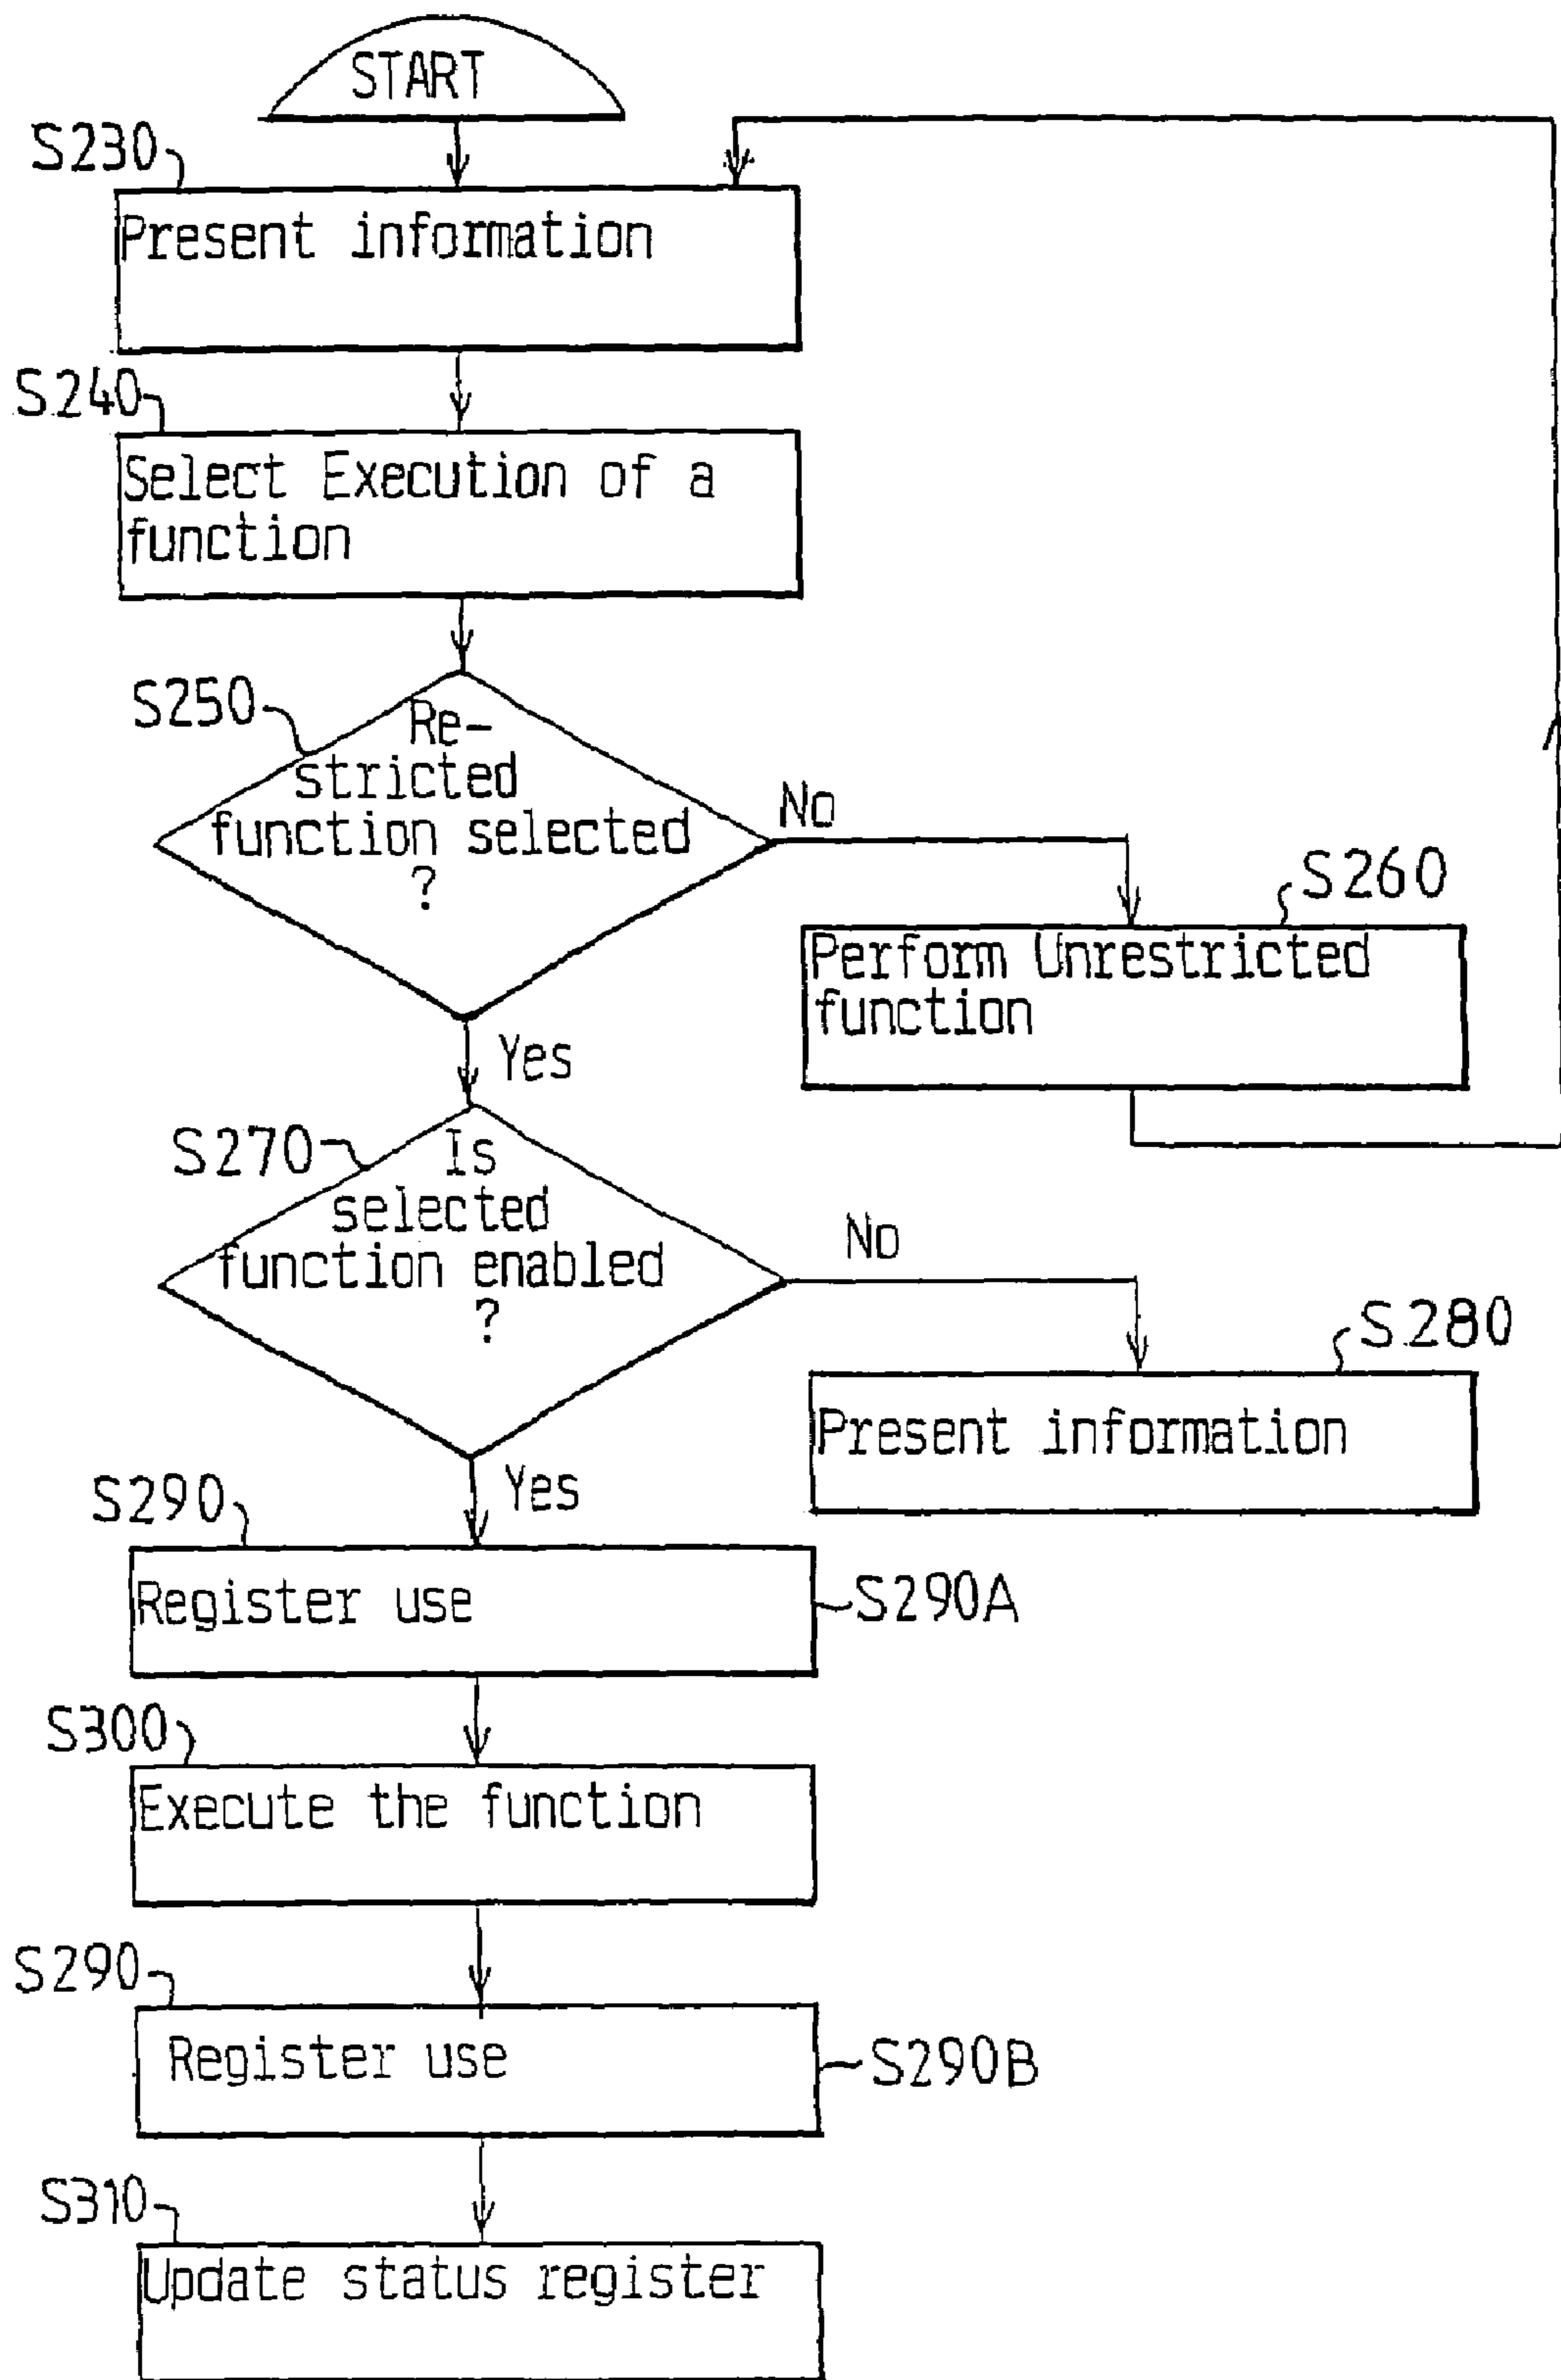 START
S230
Present information
S240
Select Execution of a
function
S250
Re-
stricted
function selected
?
No
S260
Perform Unrestricted
function
Yes
S270
Is
selected
function enabled
?
No
S280
Present information
Yes
S290
Register use
S290A
S300
Execute the function
S290
Register use
S290B
S310
Update status register